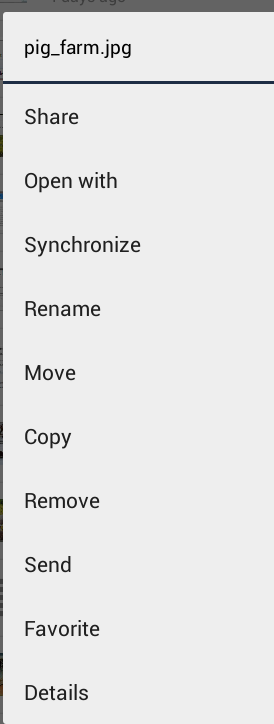 pig_farm.jpg
Share
Open with
Synchronize
Rename
Move
Copy
Remove
Send
Favorite
Details